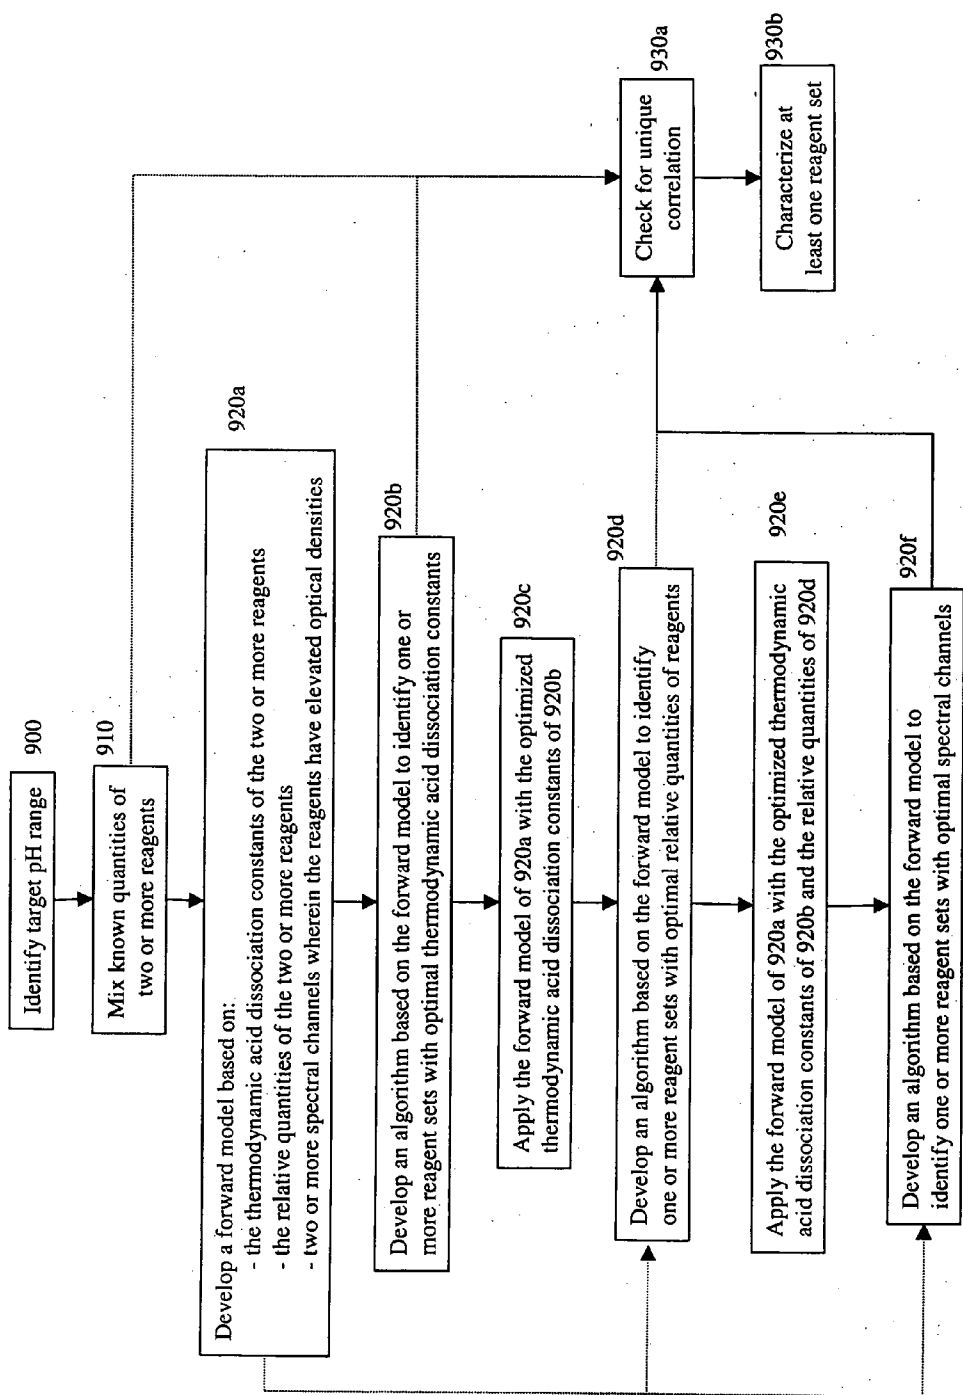 Identify target pH range
900
Mix known quantities of
two or more reagents
910
Develop a forward model based on:
- the thermodynamic acid dissociation constants of the two or more reagents
- the relative quantities of the two or more reagents
- two or more spectral channels wherein the reagents have elevated optical densities
920a
Develop an algorithm based on the forward model to identify one or
more reagent sets with optimal thermodynamic acid dissociation constants
920b
Apply the forward model of 920a with the optimized
thermodynamic acid dissociation constants of 920b
920c
Develop an algorithm based on the forward model to identify
one or more reagent sets with optimal relative quantities of reagents
920d
Apply the forward model of 920a with the optimized thermodynamic
acid dissociation constants of 920b and the relative quantities of 920d
920e
Develop an algorithm based on the forward model to
identify one or more reagent sets with optimal spectral channels
920f
Check for unique
correlation
930a
Characterize at
least one reagent set
930b